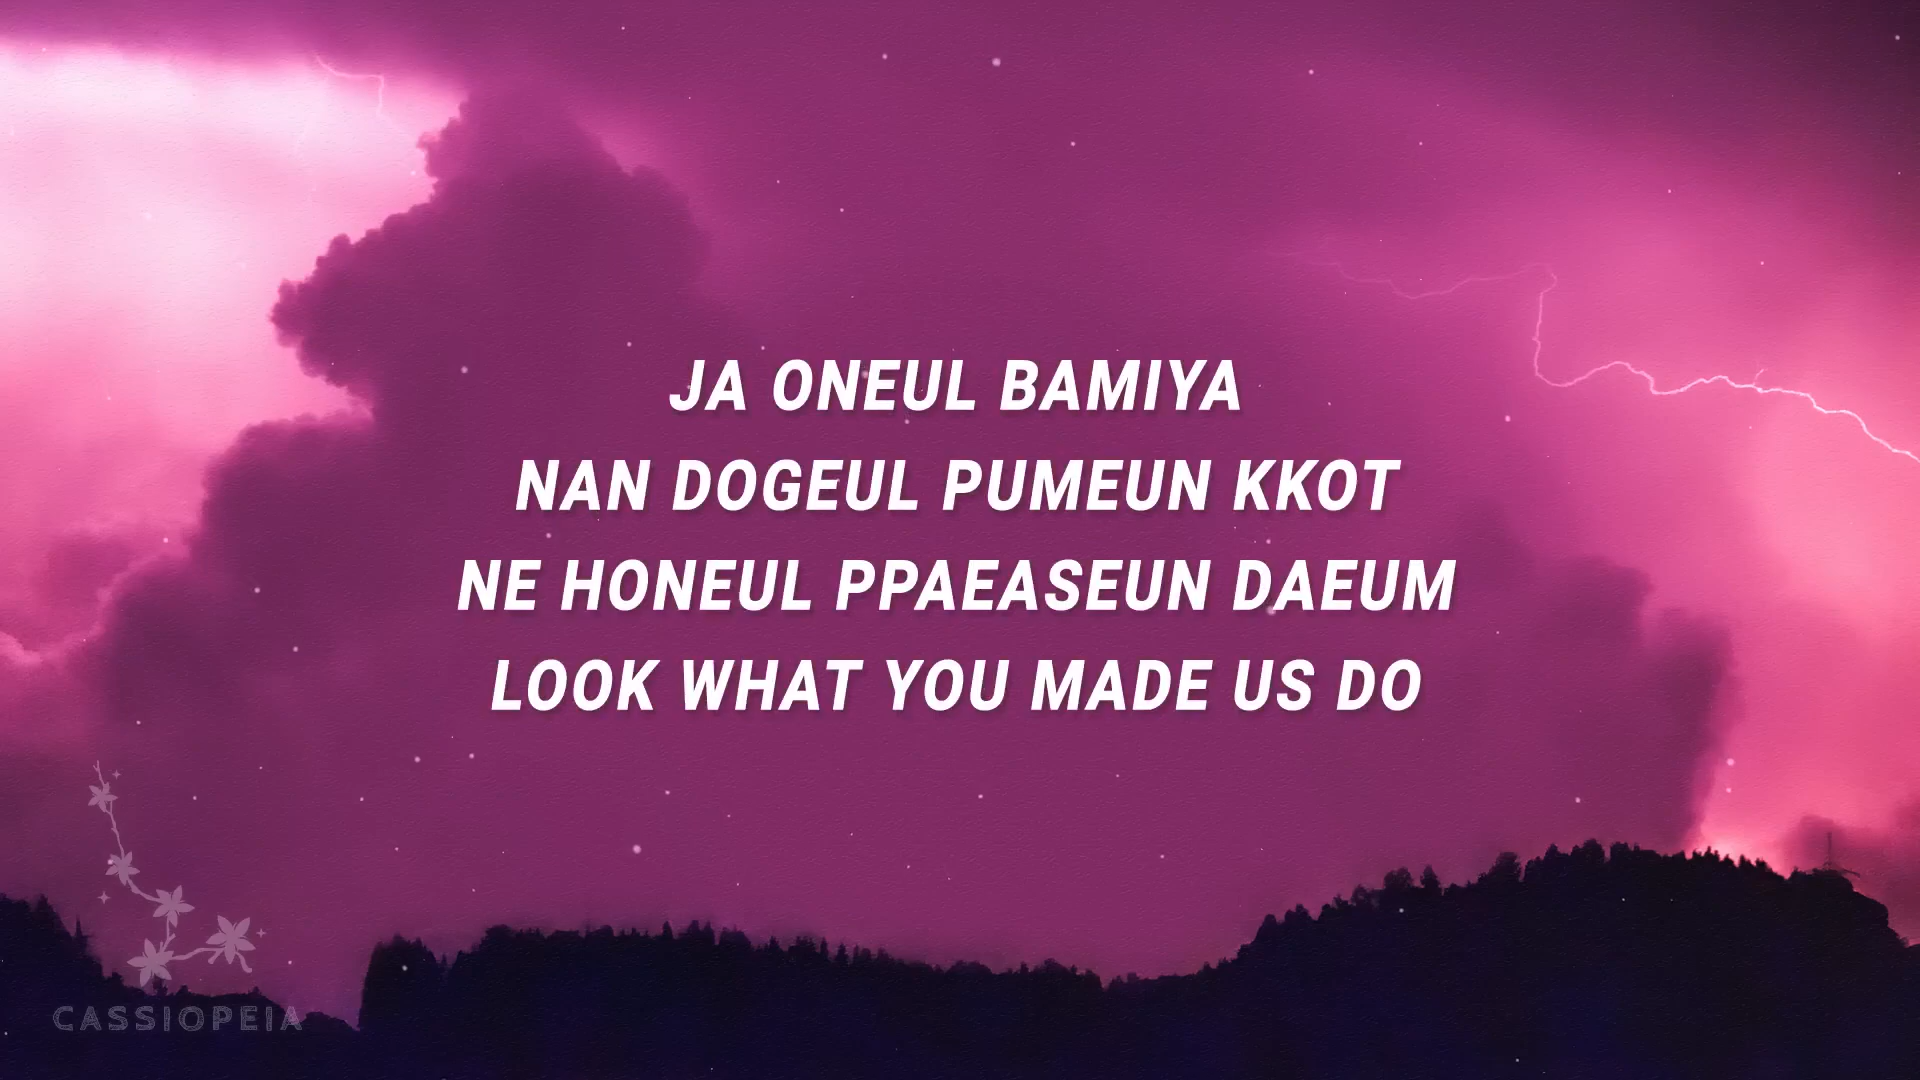 JA ONEUL BAMIYA
NAN DOGEUL PUMEUN KKOT
NE HONEUL PPAEASEUN DAEUM
LOOK WHAT YOU MADE US DO
CASSIOPEIA